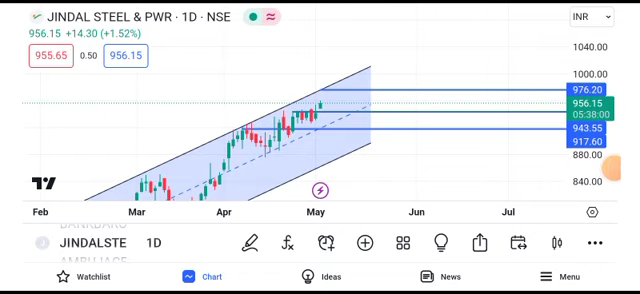 JINDAL STEEL & PWR · 1D · NSE
INR
956.15 +14.30 (+1.52%)
955.65 0.50 956.15
1040.00
1000.00
976.20
956.15
05:38:00
943.55
917.60
880.00
840.00
Feb Mar Apr May Jun Jul
JINDALSTE 1D
Watchlist Chart Ideas News Menu